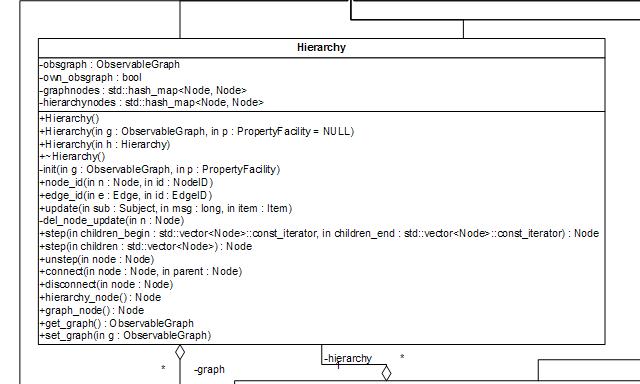 Hierarchy
-obsgraph : ObservableGraph
-own_obsgraph : bool
-graphnodes : std::hash_map<Node, Node>
-hierarchynodes : std::hash_map<Node, Node>
+Hierarchy()
+Hierarchy(in g : ObservableGraph, in p : PropertyFacility = NULL)
+Hierarchy(in h : Hierarchy)
+~Hierarchy()
-init(in g : ObservableGraph, in p : PropertyFacility)
+node_id(in n : Node, in id : NodeID)
+edge_id(in e : Edge, in id : EdgeID)
+update(in sub : Subject, in msg : long, in item : Item)
-del_node_update(in n : Node)
+step(in children_begin : std::vector<Node>::const_iterator, in children_end : std::vector<Node>::const_iterator) : Node
+step(in children : std::vector<Node>) : Node
+unstep(in node : Node)
+connect(in node : Node, in parent : Node)
+disconnect(in node : Node)
+hierarchy_node() : Node
+graph_node() : Node
+get_graph() : ObservableGraph
+set_graph(in g : ObservableGraph)
-hierarchy *
* -graph
1